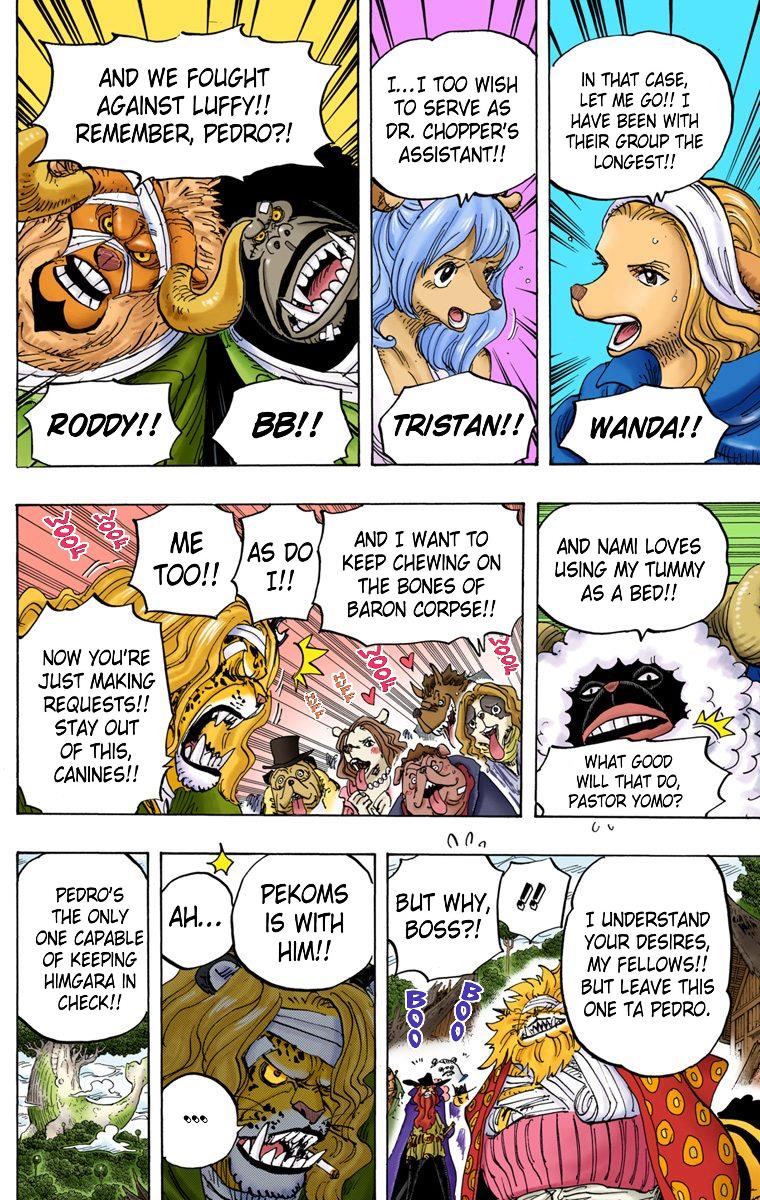 AND WE FOUGHT
AGAINST LUFFY!!
REMEMBER, PEDRO?!
RODDY!!
BB!!
I...I TOO WISH
TO SERVE AS
DR. CHOPPER'S
ASSISTANT!!
TRISTAN!!
IN THAT CASE,
LET ME GO!! I
HAVE BEEN WITH
THEIR GROUP THE
LONGEST!!
WANDA!!
YOOF
YOOF
ME
TOO!!
AS DO
I!!
AND I WANT TO
KEEP CHEWING ON
THE BONES OF
BARON CORPSE!!
NOW YOU'RE
JUST MAKING
REQUESTS!!
STAY OUT
OF THIS,
CANINES!!
YOOF
YOOF
AND NAMI LOVES
USING MY TUMMY
AS A BED!!
WHAT GOOD
WILL THAT DO,
PASTOR YOMO?
PEDRO'S
THE ONLY
ONE CAPABLE
OF KEEPING
HIMGARA
IN CHECK!!
AH...
PEKOMS
IS WITH
HIM!!
...
BUT WHY,
BOSS?!
!!
I UNDERSTAND
YOUR DESIRES,
MY FELLOWS!!
BUT LEAVE THIS
ONE TA PEDRO.
BOO
BOO